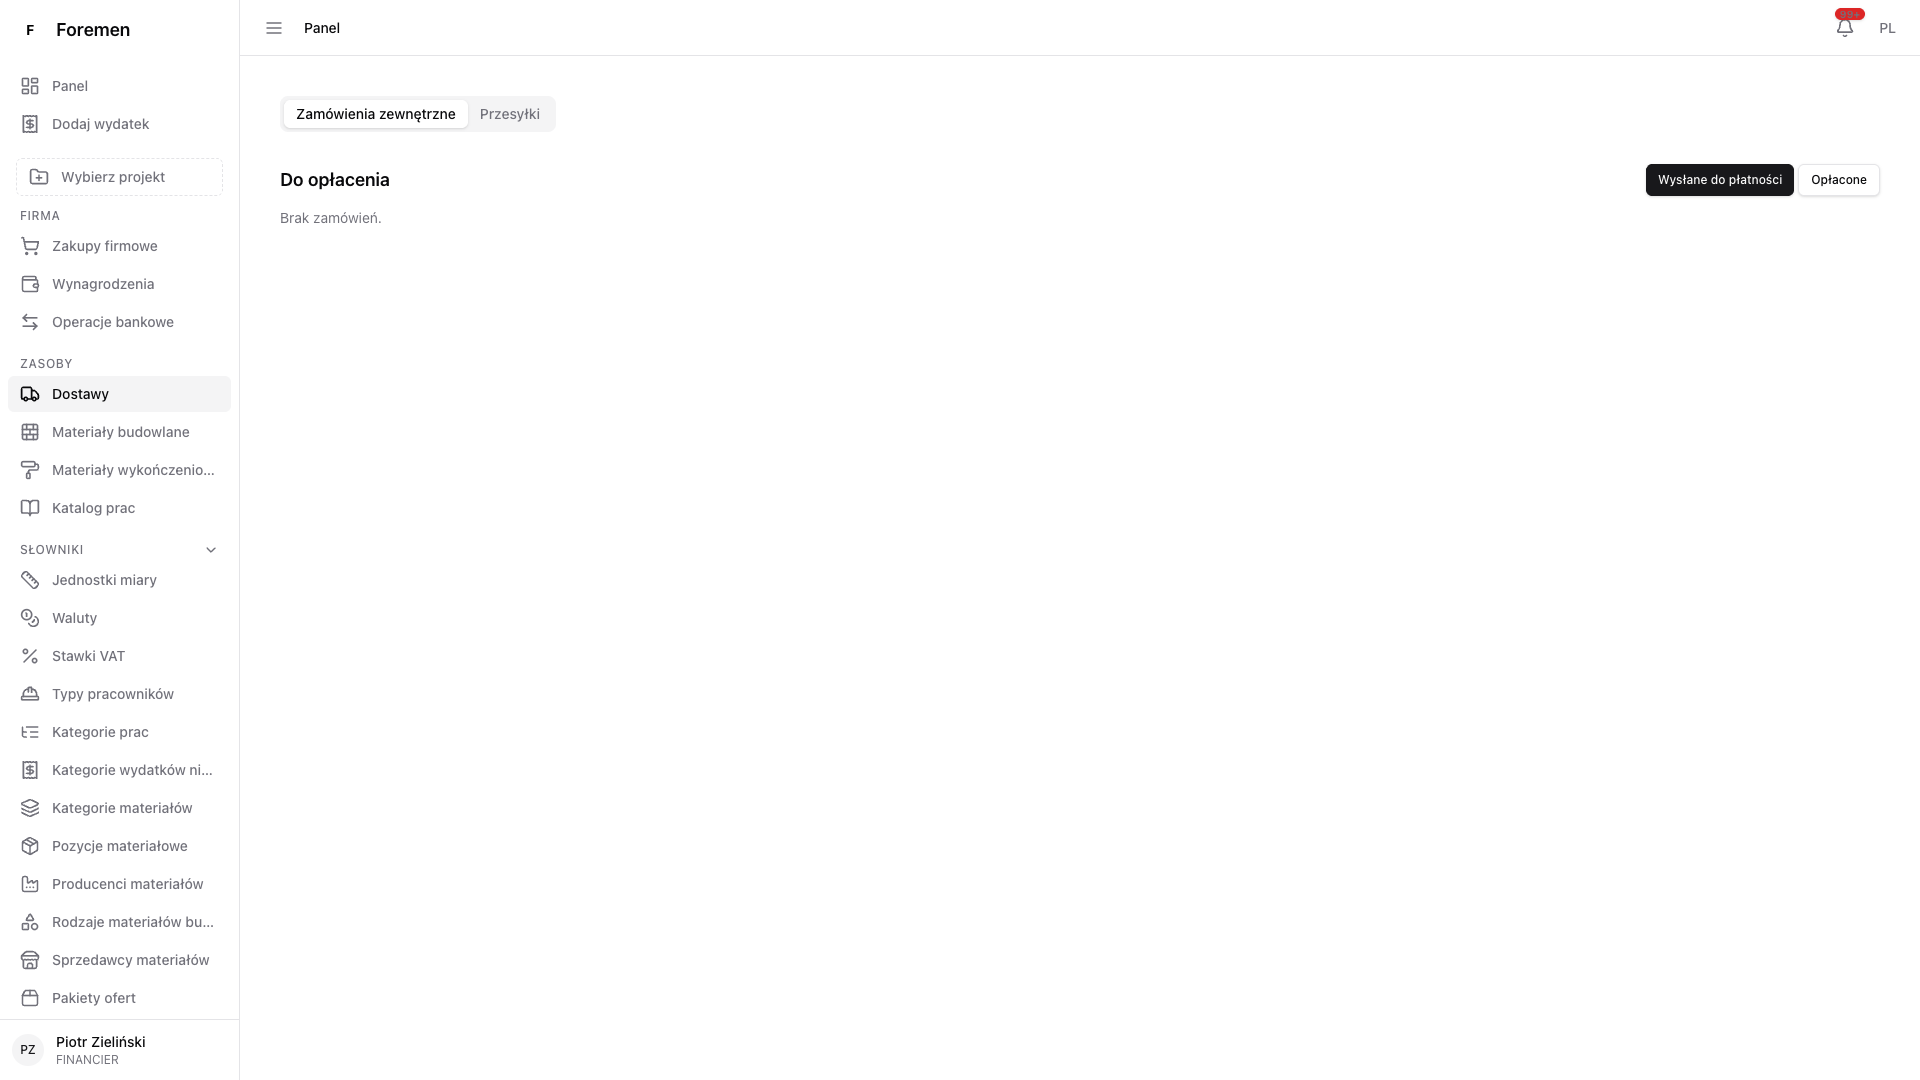 F Foremen
Panel
PL
Panel
Dodaj wydatek
Wybierz projekt
FIRMA
Zakupy firmowe
Wynagrodzenia
Operacje bankowe
ZASOBY
Dostawy
Materiały budowlane
Materiały wykończenio...
Katalog prac
SŁOWNIKI
Jednostki miary
Waluty
Stawki VAT
Typy pracowników
Kategorie prac
Kategorie wydatków ni...
Kategorie materiałów
Pozycje materiałowe
Producenci materiałów
Rodzaje materiałów bu...
Sprzedawcy materiałów
Pakiety ofert
PZ
Piotr Zieliński
FINANCIER
Zamówienia zewnętrzne
Przesyłki
Do opłacenia
Wysłane do płatności
Opłacone
Brak zamówień.